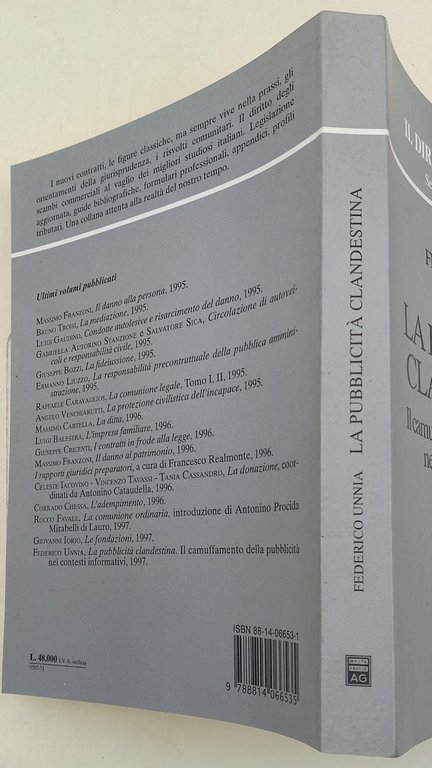 I nuovi contratti, le figure classiche, ma sempre vive nella prassi, gli
orientamenti della giurisprudenza, i risvolti comunitari. Il diritto degli
scambi commerciali al vaglio dei migliori studiosi italiani. Legislazione
aggiornata, guide bibliografiche, formulari professionali, appendici, profili
tributari. Una collana attenta alla realtà del nostro tempo.
Ultimi volumi pubblicati
MASSIMO FRANZONI, Il danno alla persona, 1995.
BRUNO TROISI, La mediazione, 1995.
LUIGI GAUDINO, Condotte autolesive e risarcimento del danno, 1995.
GABRIELLA AUTORINO STANZIONE e SALVATORE SICA, Circolazione di autovei-
coli e responsabilità civile, 1995.
GIUSEPPE BOZZI, La fideiussione, 1995.
ERMANNO LIUZZO, La responsabilità precontrattuale della pubblica ammini-
strazione, 1995.
RAFFAELE CARAVAGLIOS, La comunione legale, Tomo I, II, 1995.
ANGELO VENCHIARUTTI, La protezione civilistica dell'incapace, 1995.
MASSIMO CARTELLA, La ditta, 1996.
LUIGI BALESTRA, L'impresa familiare, 1996.
GIUSEPPE CRICENTI, I contratti in frode alla legge, 1996.
MASSIMO FRANZONI, Il danno al patrimonio, 1996.
I rapporti giuridici preparatori, a cura di Francesco Realmonte, 1996.
CELESTE IACOVINO - VINCENZO TAVASSI - TANIA CASSANDRO, La donazione, coor-
dinati da Antonino Cataudella, 1996.
CORRADO CHESSA, L'adempimento, 1996.
ROCCO FAVALE, La comunione ordinaria, introduzione di Antonino Procida
Mirabelli di Lauro, 1997.
GIOVANNI IORIO, Le fondazioni, 1997.
FEDERICO UNNIA, La pubblicità clandestina. Il camuffamento della pubblicità
nei contesti informativi, 1997.
L. 48.000 I.V.A. inclusa
ISBN 88-14-06653-1
9 788814 066535
FEDERICO UNNIA LA PUBBLICITÀ CLANDESTINA
AG
IL DIR
Se
F
LA
CLA
Il camu
ne